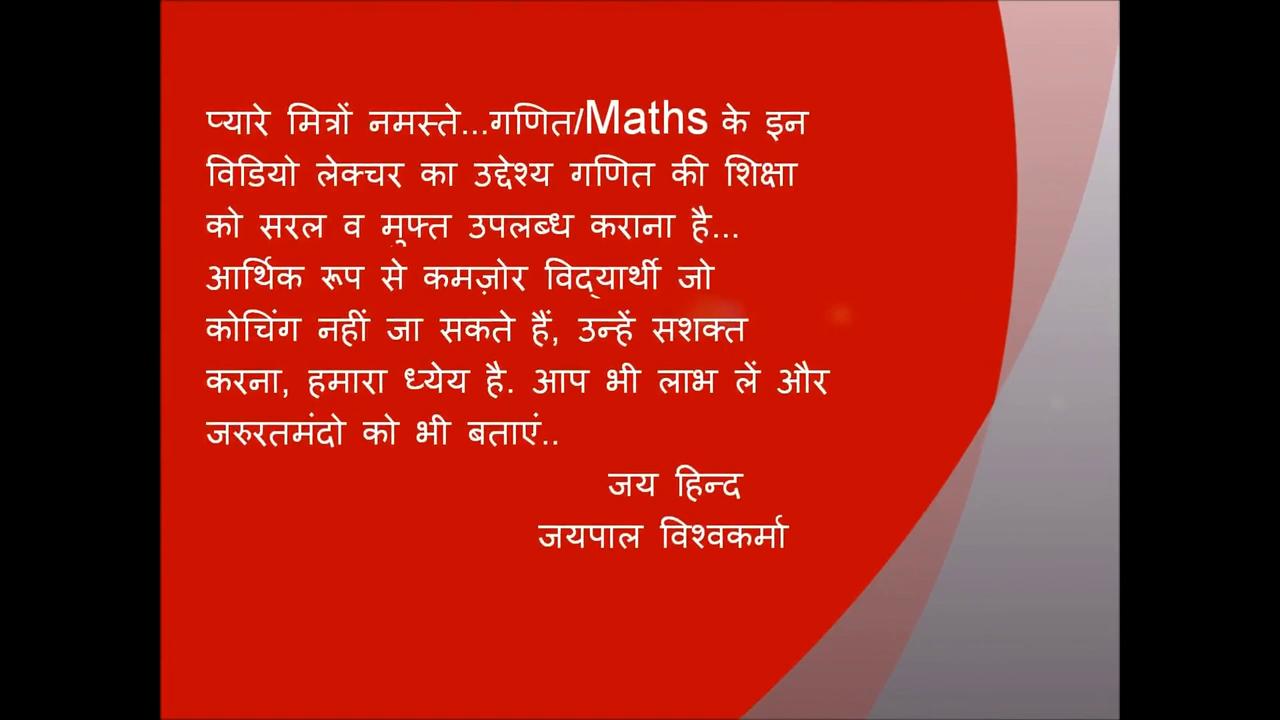 प्यारे मित्रों नमस्ते...गणित/Maths के इन
विडियो लेक्चर का उद्देश्य गणित की शिक्षा
को सरल व मुफ्त उपलब्ध कराना है...
आर्थिक रूप से कमज़ोर विद्यार्थी जो
कोचिंग नहीं जा सकते हैं, उन्हें सशक्त
करना, हमारा ध्येय है. आप भी लाभ लें और
जरुरतमंदो को भी बताएं..
जय हिन्द
जयपाल विश्वकर्मा